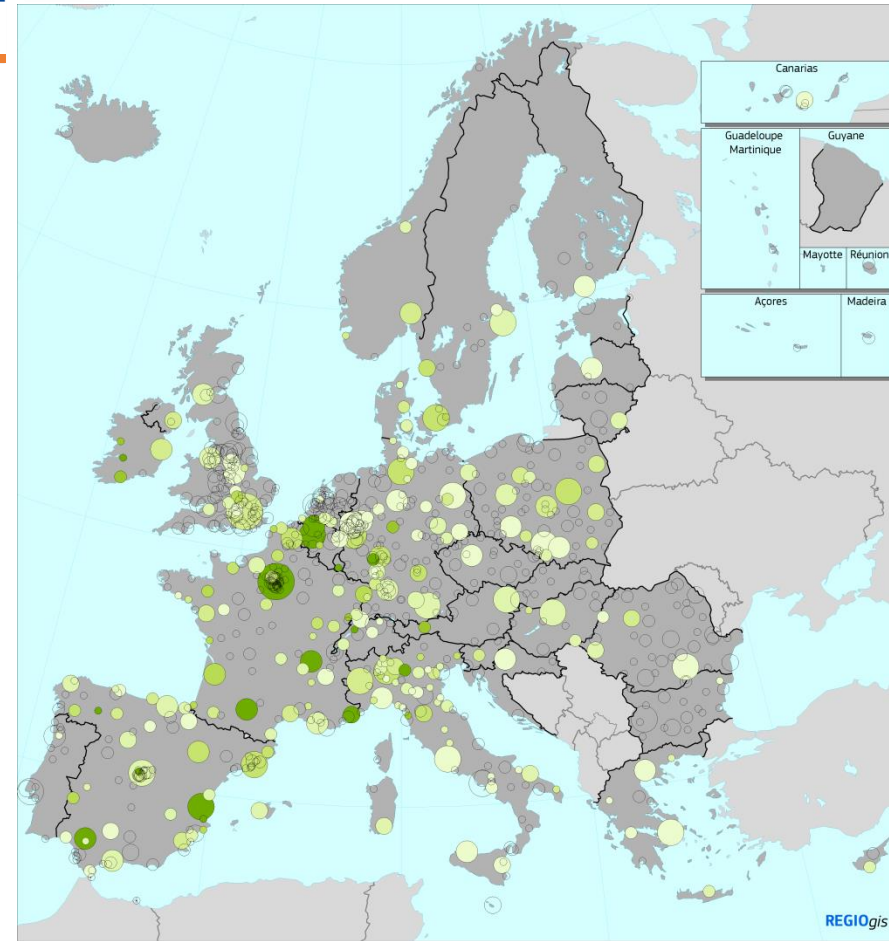 Canarias
Guadeloupe
Martinique
Guyane
Mayotte
Réunion
Açores
Madeira
REGIOgis